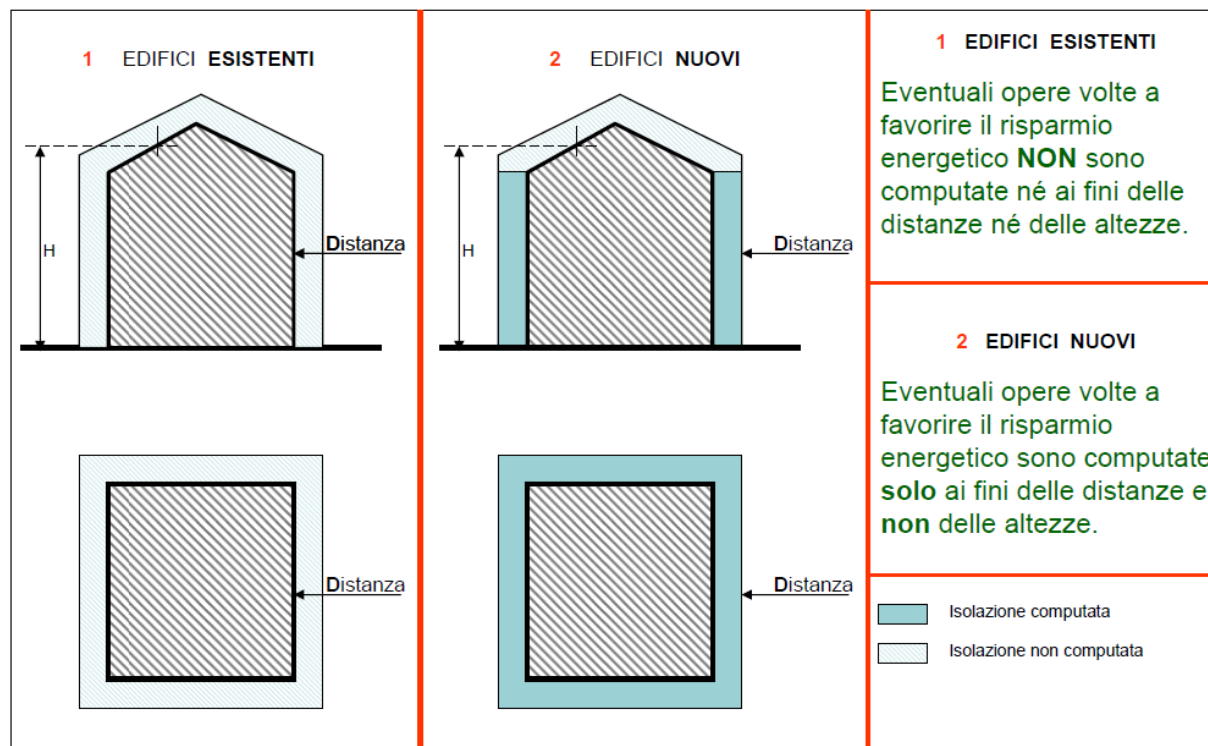 1 EDIFICI ESISTENTI
H
Distanza
Distanza
2 EDIFICI NUOVI
H
Distanza
Distanza
1 EDIFICI ESISTENTI
Eventuali opere volte a
favorire il risparmio
energetico NON sono
computate né ai fini delle
distanze né delle altezze.
2 EDIFICI NUOVI
Eventuali opere volte a
favorire il risparmio
energetico sono computate
solo ai fini delle distanze e
non delle altezze.
Isolazione computata
Isolazione non computata